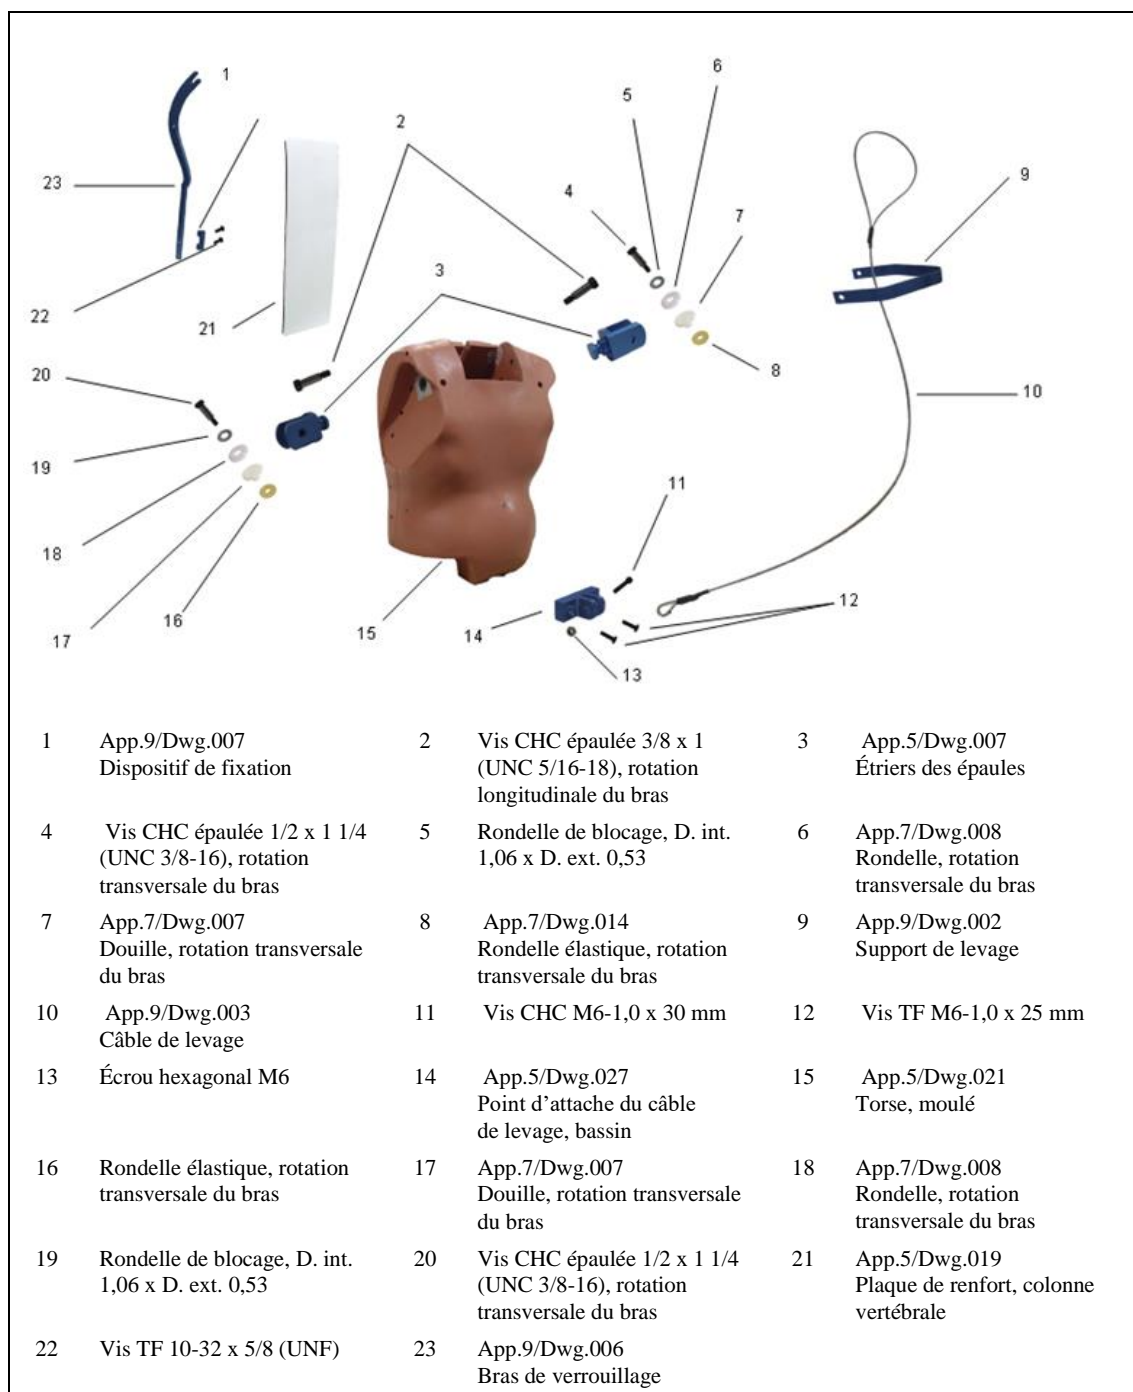 1
6
5
2
4
23
9
7
3
22
21
8
20
10
19
11
18
16
12
17
15
14
13
1 App.9/Dwg.007 2 Vis CHC épaulée 3/8 x 1 3 App.5/Dwg.007
Dispositif de fixation (UNC 5/16-18), rotation Étriers des épaules
longitudinale du bras
4 Vis CHC épaulée 1/2 x 1 1/4 5 Rondelle de blocage, D. int. 6 App.7/Dwg.008
(UNC 3/8-16), rotation 1,06 x D. ext. 0,53 Rondelle, rotation
transversale du bras transversale du bras
7 App.7/Dwg.007 8 App.7/Dwg.014 9 App.9/Dwg.002
Douille, rotation transversale Rondelle élastique, rotation Support de levage
du bras transversale du bras
10 App.9/Dwg.003 11 Vis CHC M6-1,0 x 30 mm 12 Vis TF M6-1,0 x 25 mm
Câble de levage
13 Écrou hexagonal M6 14 App.5/Dwg.027 15 App.5/Dwg.021
Point d’attache du câble Torse, moulé
de levage, bassin
16 Rondelle élastique, rotation 17 App.7/Dwg.007 18 App.7/Dwg.008
transversale du bras Douille, rotation transversale Rondelle, rotation
du bras transversale du bras
19 Rondelle de blocage, D. int. 20 Vis CHC épaulée 1/2 x 1 1/4 21 App.5/Dwg.019
1,06 x D. ext. 0,53 (UNC 3/8-16), rotation Plaque de renfort, colonne
transversale du bras vertébrale
22 Vis TF 10-32 x 5/8 (UNF) 23 App.9/Dwg.006
Bras de verrouillage